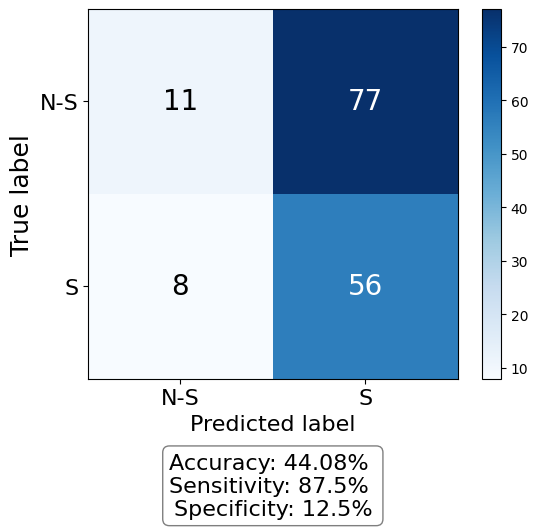 True label
N-S
S
11
77
8
56
N-S
S
Predicted label
70
60
50
40
30
20
10
Accuracy: 44.08%
Sensitivity: 87.5%
Specificity: 12.5%